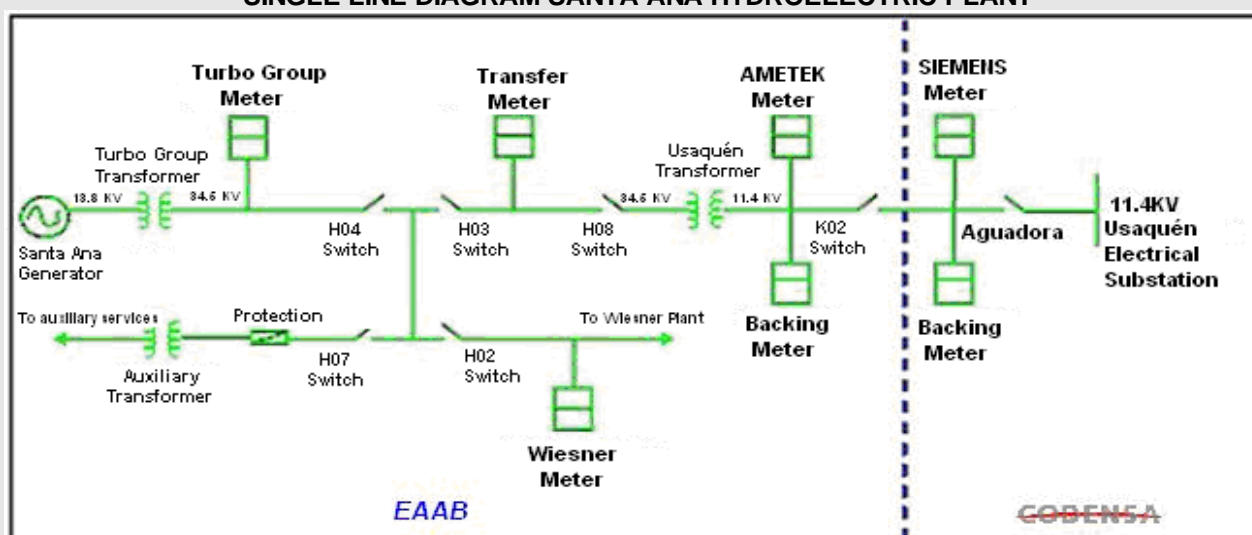 SINGLE LINE DIAGRAM SANTA ANA HYDROELECTRIC PLANT
Turbo Group
Meter
Transfer
Meter
AMETEK
Meter
SIEMENS
Meter
Turbo Group
Transformer
Usaquén
Transformer
13.8 KV
34.5 KV
34.5 KV
11.4 KV
H04
Switch
H03
Switch
H08
Switch
K02
Switch
Aguadora
11.4KV
Usaquén
Electrical
Substation
Santa Ana
Generator
To auxiliary services
Protection
To Wiesner Plant
H07
Switch
H02
Switch
Backing
Meter
Backing
Meter
Auxiliary
Transformer
Wiesner
Meter
EAAB
CODENSA